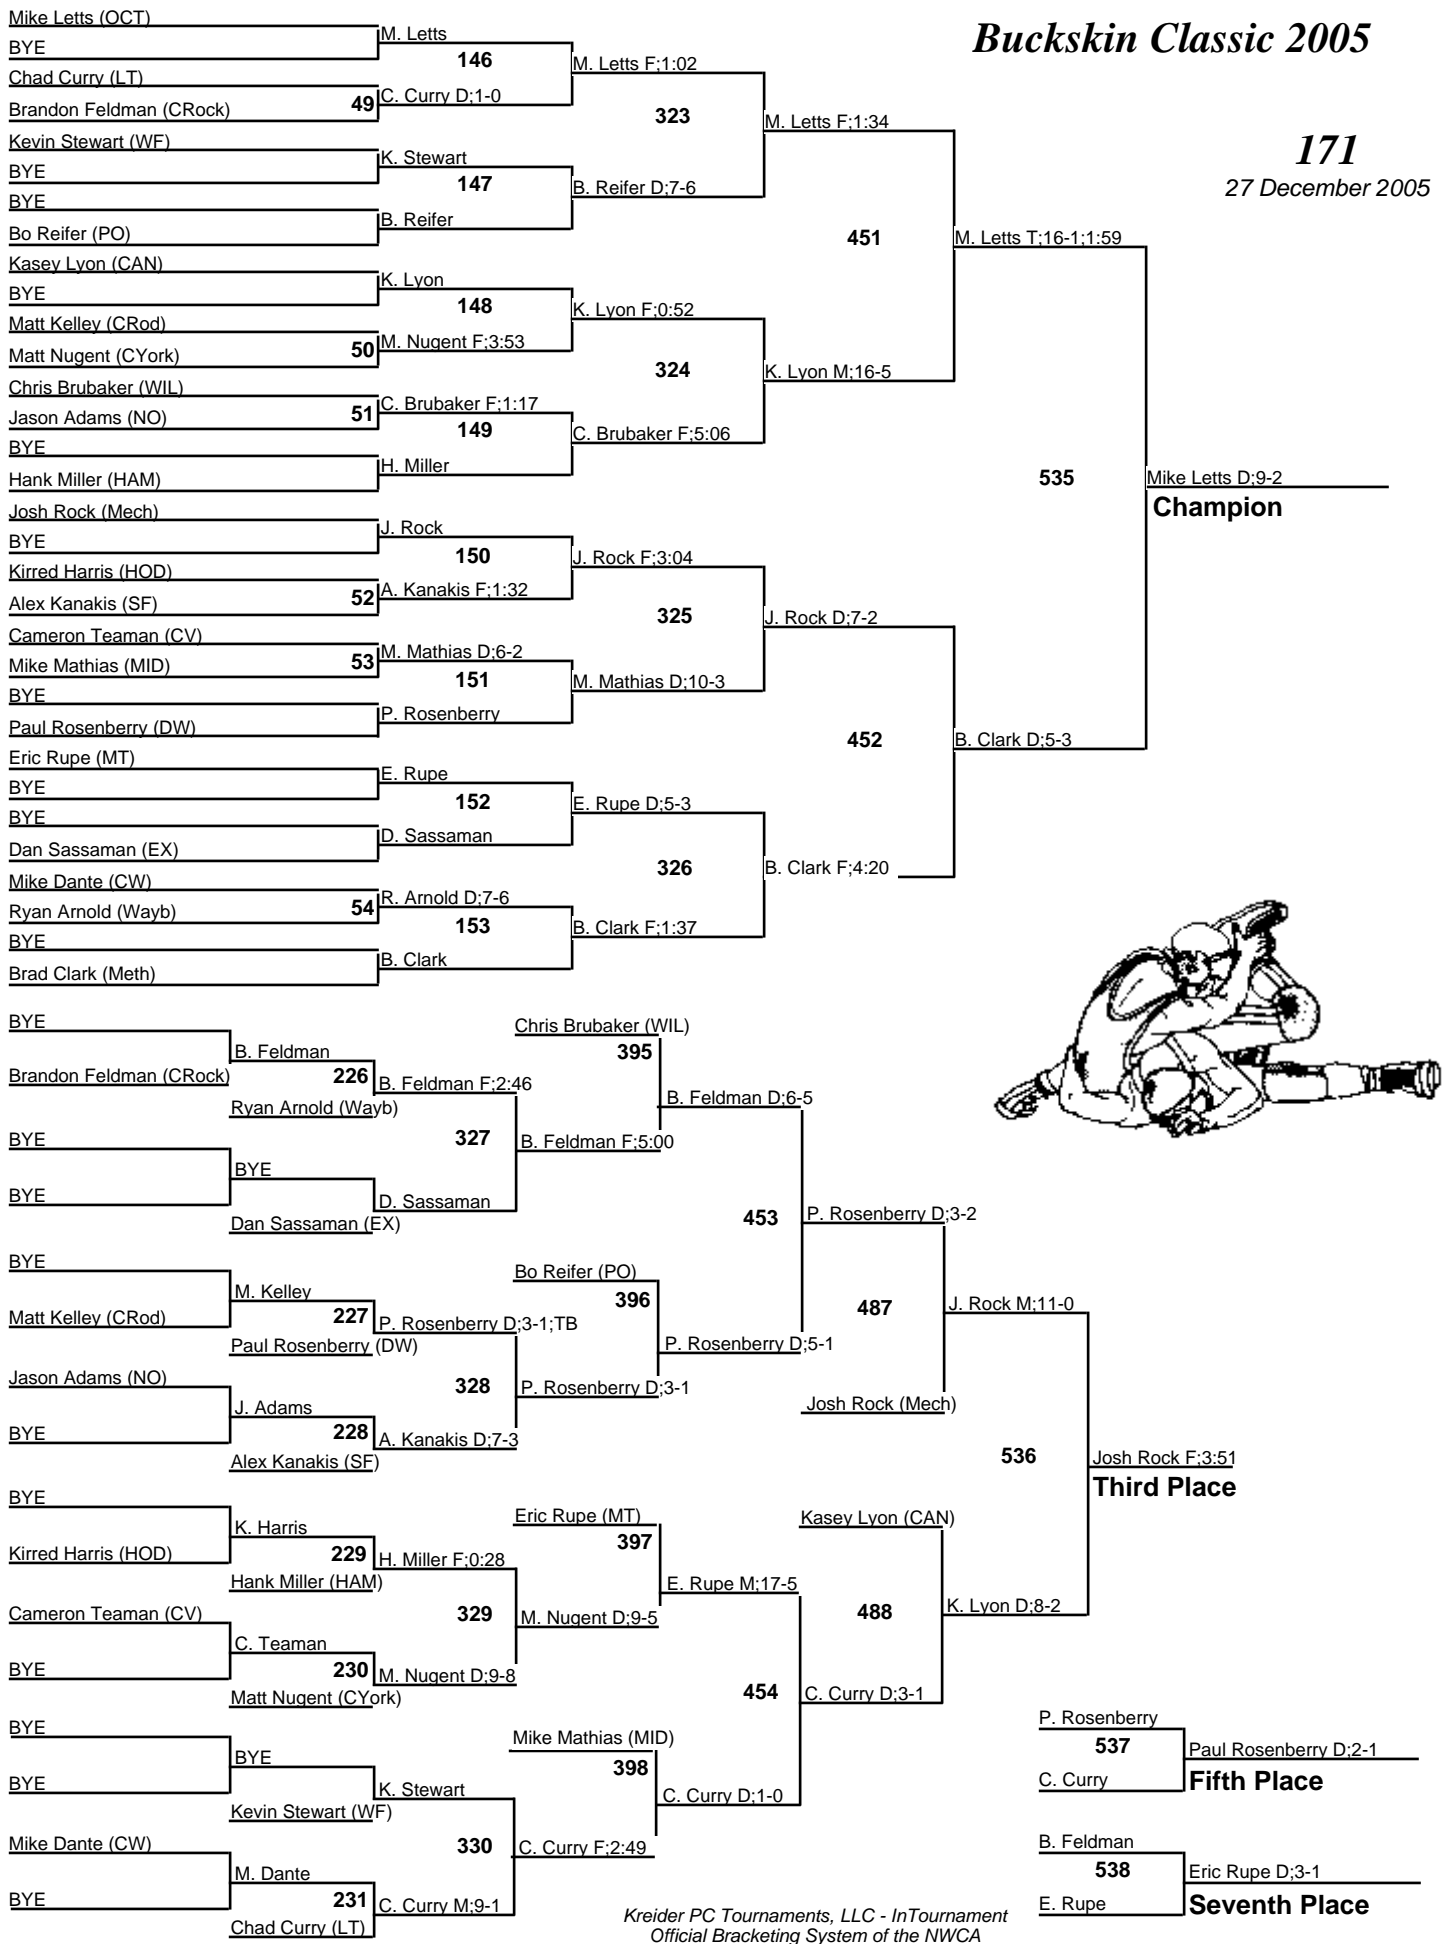 Buckskin Classic 2005
171
27 December 2005
Mike Letts (OCT)
BYE
Chad Curry (LT)
Brandon Feldman (CRock)
Kevin Stewart (WF)
BYE
BYE
Bo Reifer (PO)
Kasey Lyon (CAN)
BYE
Matt Kelley (CRod)
Matt Nugent (CYork)
Chris Brubaker (WIL)
Jason Adams (NO)
BYE
Hank Miller (HAM)
Josh Rock (Mech)
BYE
Kirred Harris (HOD)
Alex Kanakis (SF)
Cameron Teaman (CV)
Mike Mathias (MID)
BYE
Paul Rosenberry (DW)
Eric Rupe (MT)
BYE
BYE
Dan Sassaman (EX)
Mike Dante (CW)
Ryan Arnold (Wayb)
BYE
Brad Clark (Meth)
49
50
51
52
53
54
M. Letts
146
C. Curry D;1-0
K. Stewart
147
B. Reifer
K. Lyon
148
M. Nugent F;3:53
C. Brubaker F;1:17
149
H. Miller
J. Rock
150
A. Kanakis F;1:32
M. Mathias D;6-2
151
P. Rosenberry
E. Rupe
152
D. Sassaman
R. Arnold D;7-6
153
B. Clark
M. Letts F;1:02
323
B. Reifer D;7-6
K. Lyon F;0:52
324
C. Brubaker F;5:06
J. Rock F;3:04
325
M. Mathias D;10-3
E. Rupe D;5-3
326
B. Clark F;1:37
M. Letts F;1:34
451
K. Lyon M;16-5
J. Rock D;7-2
452
B. Clark F;4:20
M. Letts T;16-1;1:59
535
B. Clark D;5-3
Mike Letts D;9-2
Champion
BYE
Brandon Feldman (CRock)
BYE
BYE
BYE
Matt Kelley (CRod)
Jason Adams (NO)
BYE
BYE
Kirred Harris (HOD)
Cameron Teaman (CV)
BYE
BYE
BYE
Mike Dante (CW)
BYE
B. Feldman
226
Ryan Arnold (Wayb)
BYE
Dan Sassaman (EX)
M. Kelley
227
Paul Rosenberry (DW)
J. Adams
228
Alex Kanakis (SF)
K. Harris
229
Hank Miller (HAM)
C. Teaman
230
Matt Nugent (CYork)
BYE
Kevin Stewart (WF)
M. Dante
231
Chad Curry (LT)
B. Feldman F;2:46
327
D. Sassaman
P. Rosenberry D;3-1;TB
328
A. Kanakis D;7-3
H. Miller F;0:28
329
M. Nugent D;9-8
K. Stewart
330
C. Curry M;9-1
Chris Brubaker (WIL)
395
B. Feldman F;5:00
Bo Reifer (PO)
396
P. Rosenberry D;3-1
Eric Rupe (MT)
397
M. Nugent D;9-5
Mike Mathias (MID)
398
C. Curry F;2:49
B. Feldman D;6-5
453
P. Rosenberry D;5-1
E. Rupe M;17-5
454
C. Curry D;1-0
P. Rosenberry D;3-2
487
Josh Rock (Mech)
Kasey Lyon (CAN)
488
C. Curry D;3-1
J. Rock M;11-0
536
K. Lyon D;8-2
Josh Rock F;3:51
Third Place
P. Rosenberry
537
C. Curry
Paul Rosenberry D;2-1
Fifth Place
B. Feldman
538
E. Rupe
Eric Rupe D;3-1
Seventh Place
Kreider PC Tournaments, LLC - InTournament
Official Bracketing System of the NWCA